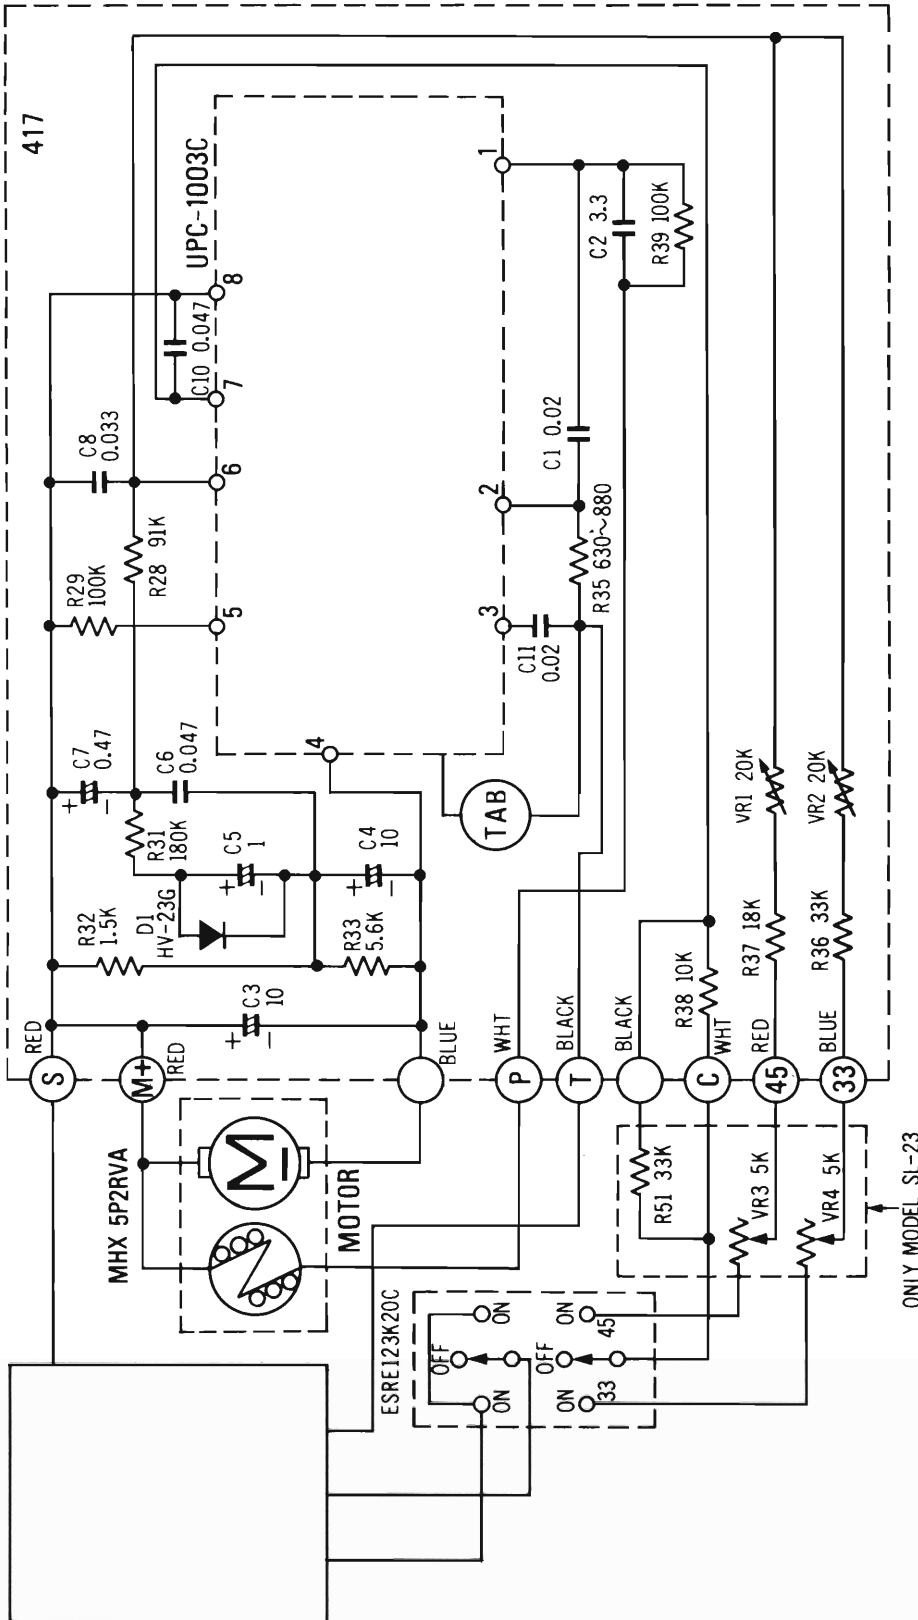 417
UPC-1003C
1
2
3
4
5
6
7
8
C10 0.047
C8
0.033
R28 91K
R29
100K
C7
0.47
+
-
C6
0.047
R31
180K
C5
1
+
-
D1
HV-23G
C4
10
+
-
R32
1.5K
R33
5.6K
C3
10
+
-
C2 3.3
R39 100K
C1 0.02
R35 630~880
C11
0.02
TAB
VR1 20K
VR2 20K
R37 18K
R36 33K
R38 10K
RED
RED
BLUE
WHT
BLACK
BLACK
WHT
RED
BLUE
S
M+
P
T
C
45
33
MHX 5P2RVA
M
MOTOR
R51 33K
VR3 5K
VR4 5K
ONLY MODEL SL-23
ESRE123K20C
ON
OFF
ON
ON
OFF
ON
45
33